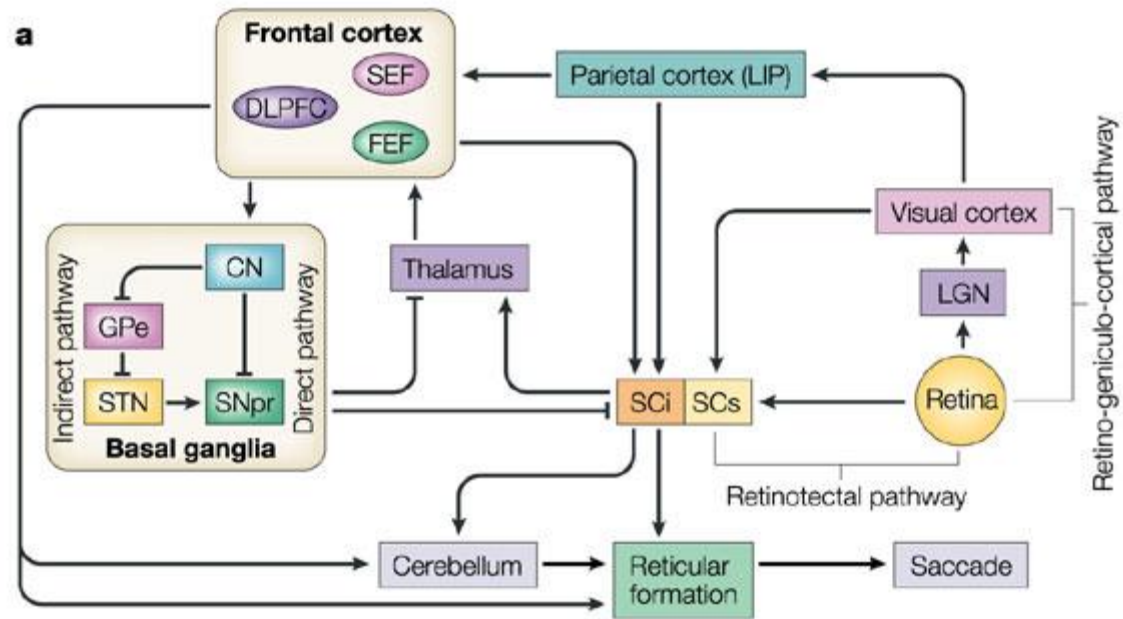 a
Frontal cortex
SEF
DLPFC
FEF
Parietal cortex (LIP)
Visual cortex
LGN
Retina
Retino-geniculo-cortical pathway
Thalamus
Indirect pathway
CN
GPe
STN
SNpr
Direct pathway
Basal ganglia
SCi
SCs
Retinotectal pathway
Cerebellum
Reticular
formation
Saccade